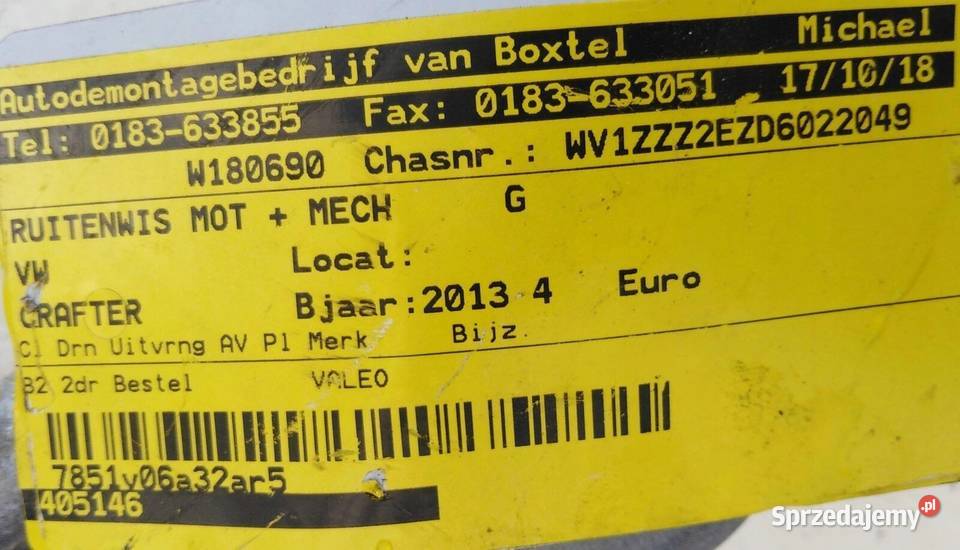 Autodemontagebedrijf van Boxtel Michael
Tel: 0183-633855 Fax: 0183-633051 17/10/18
W180690 Chasnr.: WV1ZZZ2EZD6022049
RUITENWIS MOT + MECH G
VW Locat:
CRAFTER Bjaar:2013 4 Euro
Cl Drn Uitvrng AV Pl Merk Bijz.
B2 2dr Bestel VALEO
7851v06a32ar5
405146
Sprzedajemy.pl